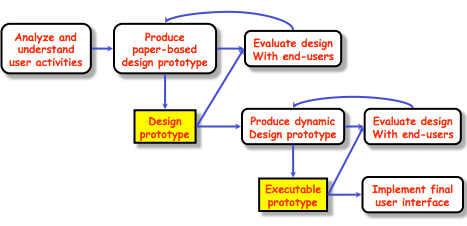 Analyze and
understand
user activities
Produce
paper-based
design prototype
Evaluate design
With end-users
Design
prototype
Produce dynamic
Design prototype
Evaluate design
With end-users
Executable
prototype
Implement final
user interface